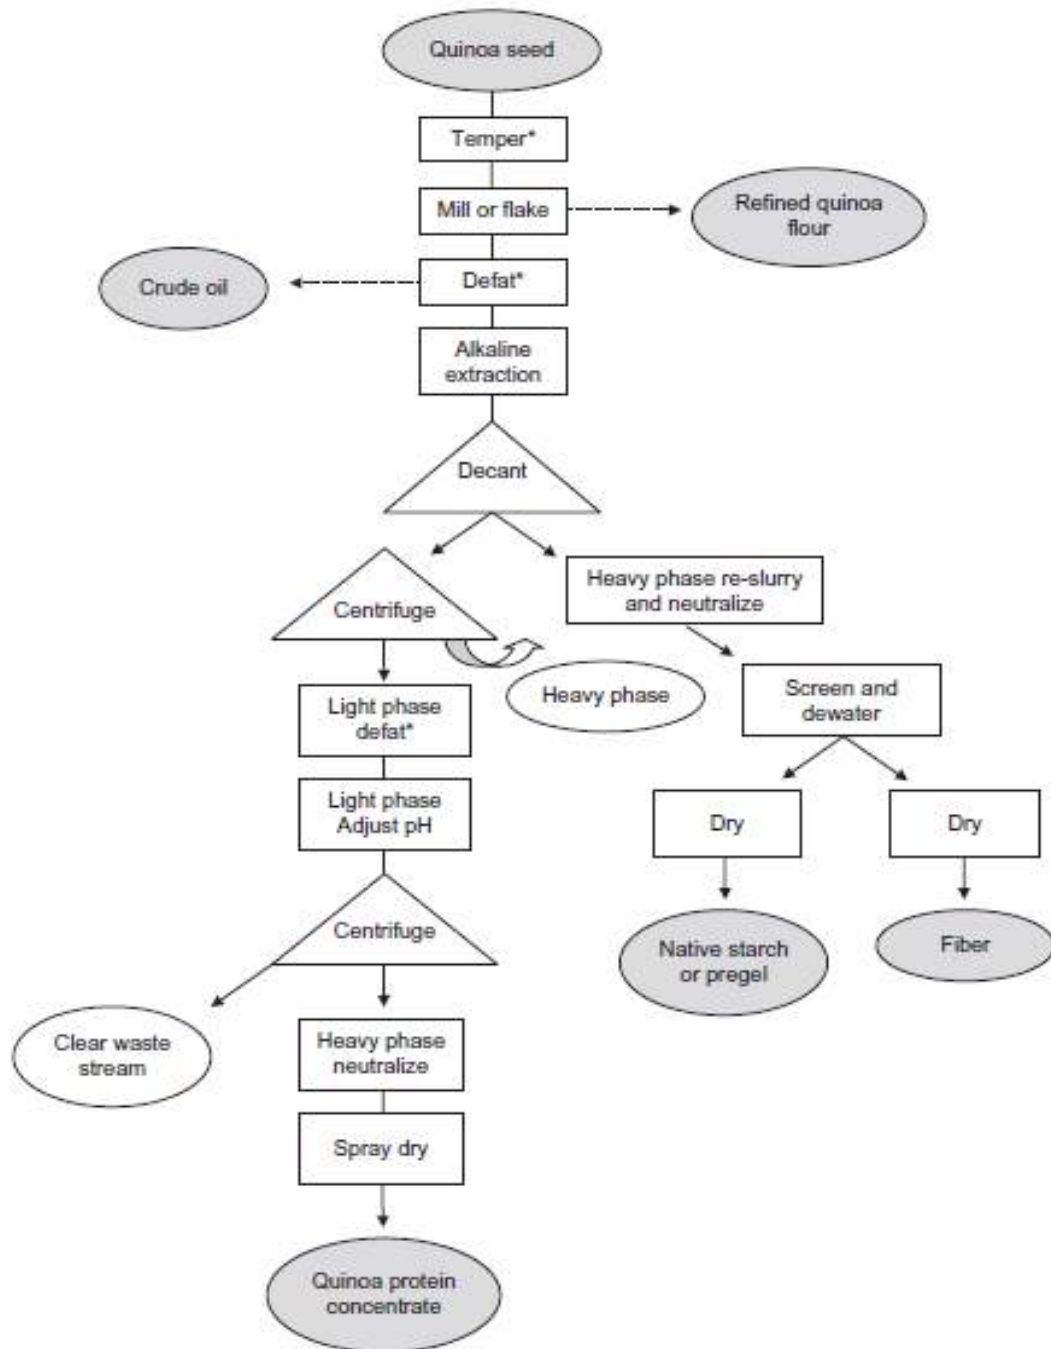 Quinoa seed
Temper*
Mill or flake
Refined quinoa
flour
Defat*
Crude oil
Alkaline
extraction
Decant
Centrifuge
Heavy phase re-slurry
and neutralize
Heavy phase
Light phase
defat*
Screen and
dewater
Light phase
Adjust pH
Dry
Dry
Centrifuge
Native starch
or pregel
Fiber
Clear waste
stream
Heavy phase
neutralize
Spray dry
Quinoa protein
concentrate